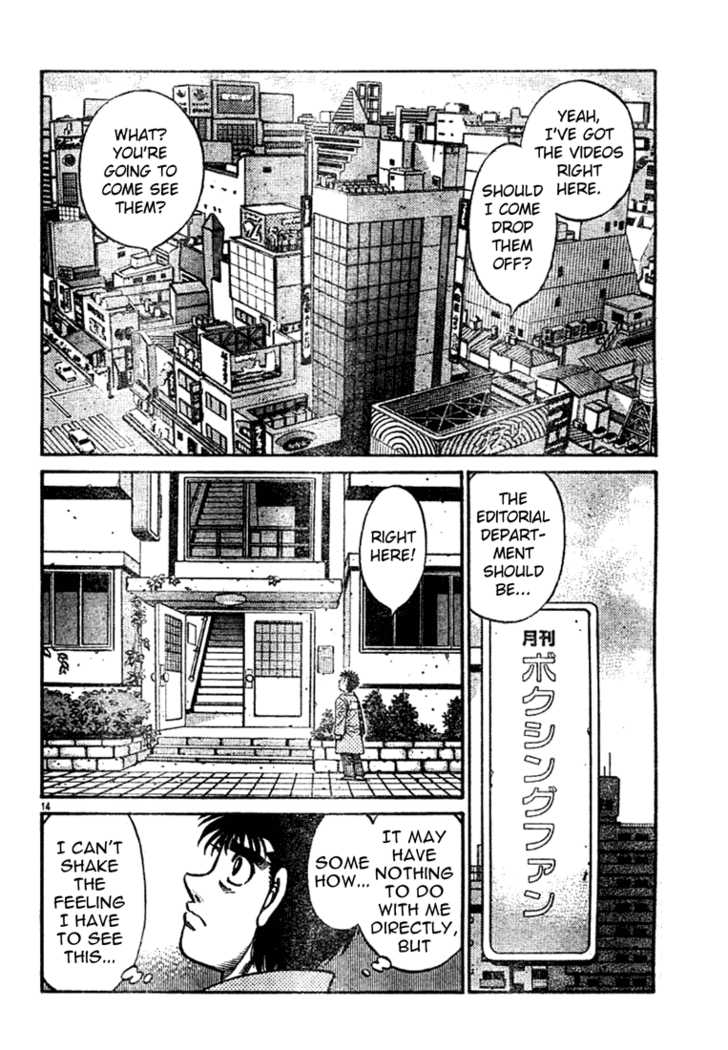 YEAH,
I'VE GOT
THE VIDEOS
RIGHT
HERE.
SHOULD
I COME
DROP
THEM
OFF?
WHAT?
YOU'RE
GOING TO
COME SEE
THEM?
THE
EDITORIAL
DEPART-
MENT
SHOULD
BE...
月刊
ボクシングファン
RIGHT
HERE!
14
IT MAY
HAVE
NOTHING
TO DO
WITH ME
DIRECTLY,
BUT
SOME
HOW...
I CAN'T
SHAKE
THE
FEELING
I HAVE
TO SEE
THIS...